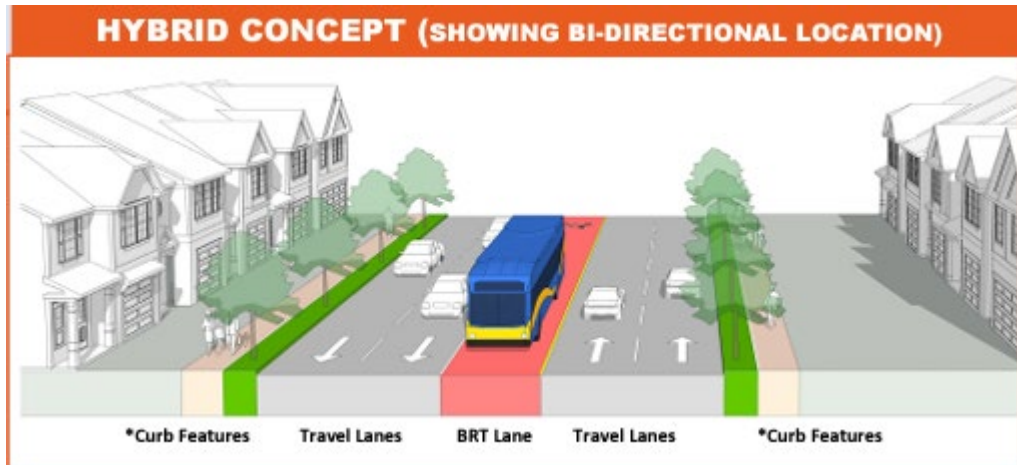 HYBRID CONCEPT (SHOWING BI-DIRECTIONAL LOCATION)
*Curb Features Travel Lanes BRT Lane Travel Lanes *Curb Features